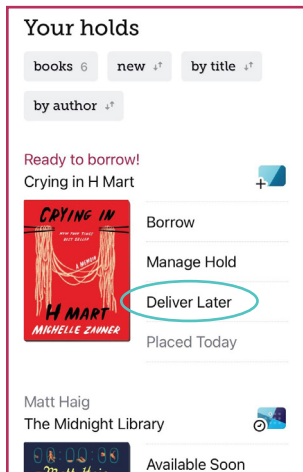 Your holds
books 6 new ↓↑ by title ↓↑
by author ↓↑
Ready to borrow!
Crying in H Mart
CRYING IN
NEW YORK TIMES
BEST SELLER
A MEMOIR
H MART
MICHELLE ZAUNER
Borrow
Manage Hold
Deliver Later
Placed Today
Matt Haig
The Midnight Library
Matt Haig
Available Soon